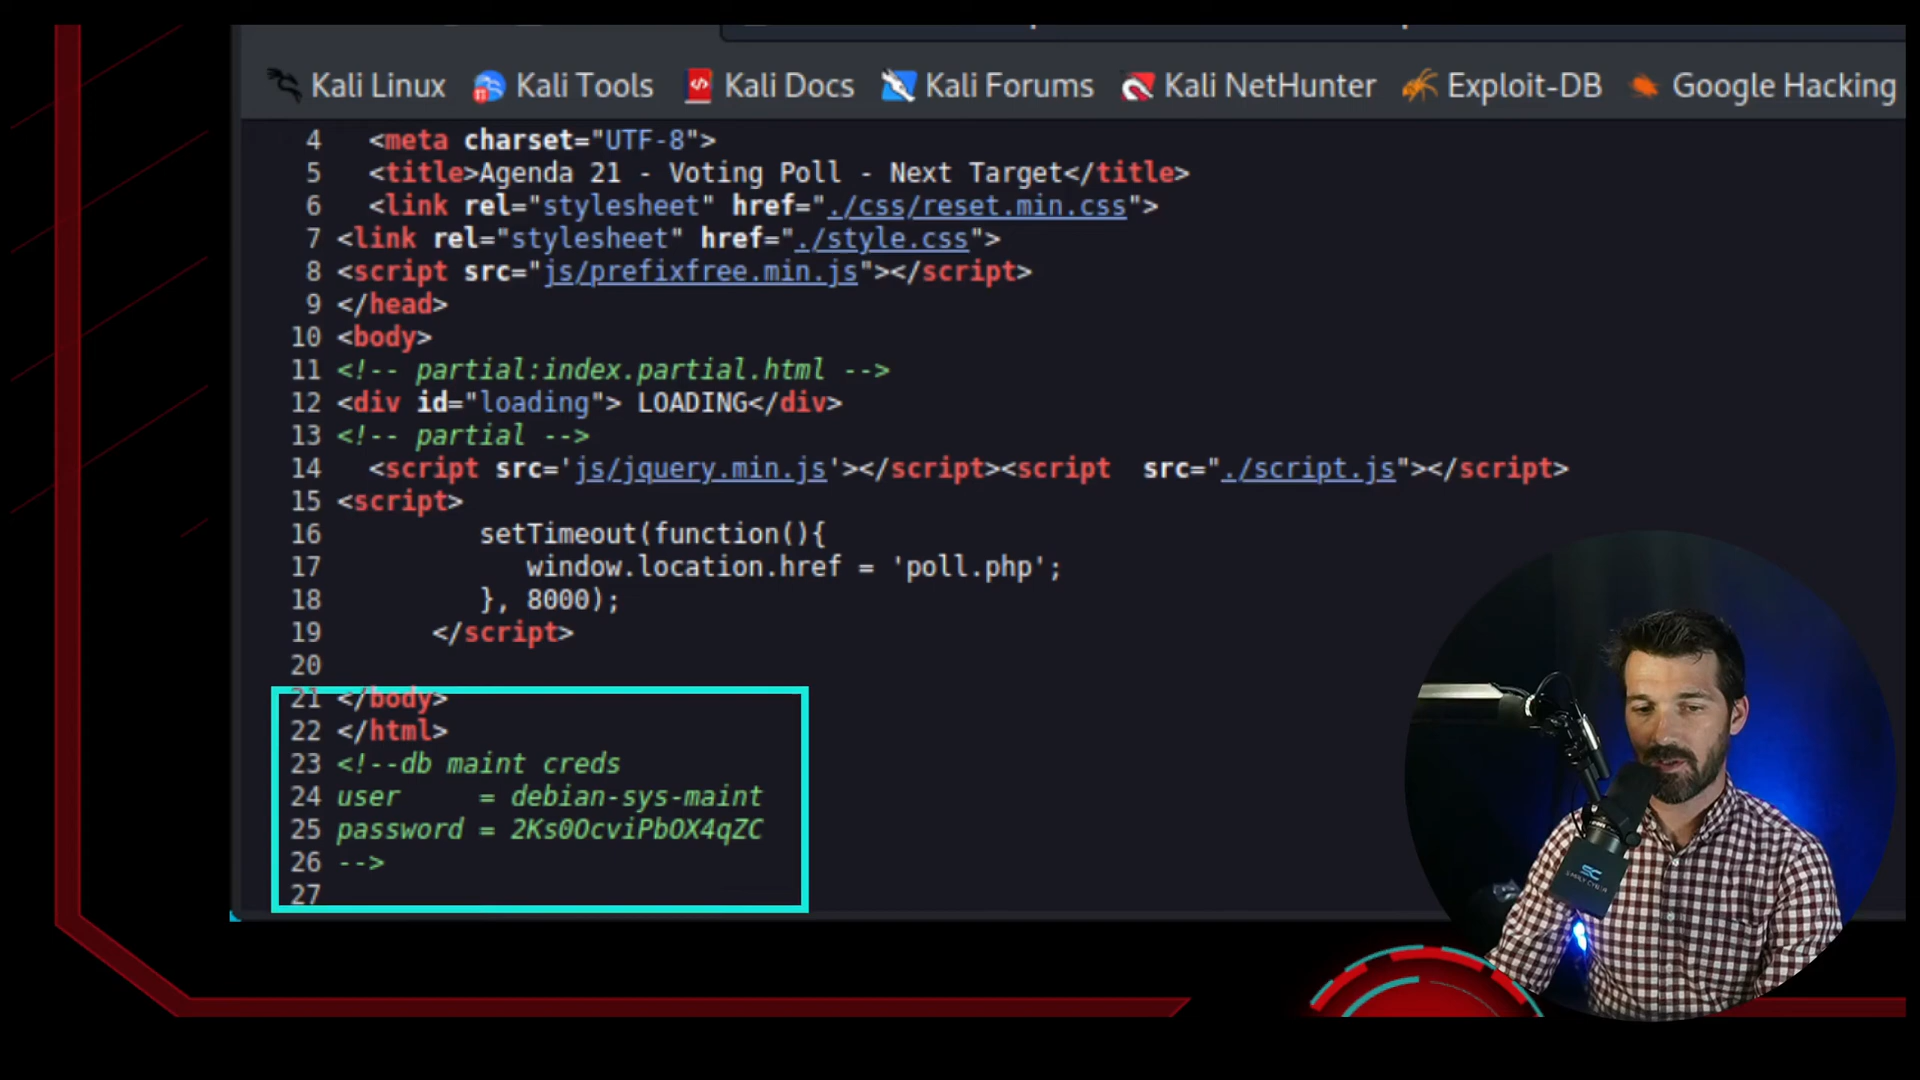 Kali Linux Kali Tools Kali Docs Kali Forums Kali NetHunter Exploit-DB Google Hacking
4 <meta charset="UTF-8">
5 <title>Agenda 21 - Voting Poll - Next Target</title>
6 <link rel="stylesheet" href="./css/reset.min.css">
7 <link rel="stylesheet" href="./style.css">
8 <script src="js/prefixfree.min.js"></script>
9 </head>
10 <body>
11 <!-- partial:index.partial.html -->
12 <div id="loading"> LOADING</div>
13 <!-- partial -->
14 <script src='js/jquery.min.js'></script><script src="./script.js"></script>
15 <script>
16 setTimeout(function(){
17 window.location.href = 'poll.php';
18 }, 8000);
19 </script>
20
21 </body>
22 </html>
23 <!--db maint creds
24 user = debian-sys-maint
25 password = 2Ks0OcviPbOX4qZC
26 -->
27
SC
SIMPLY CYBER